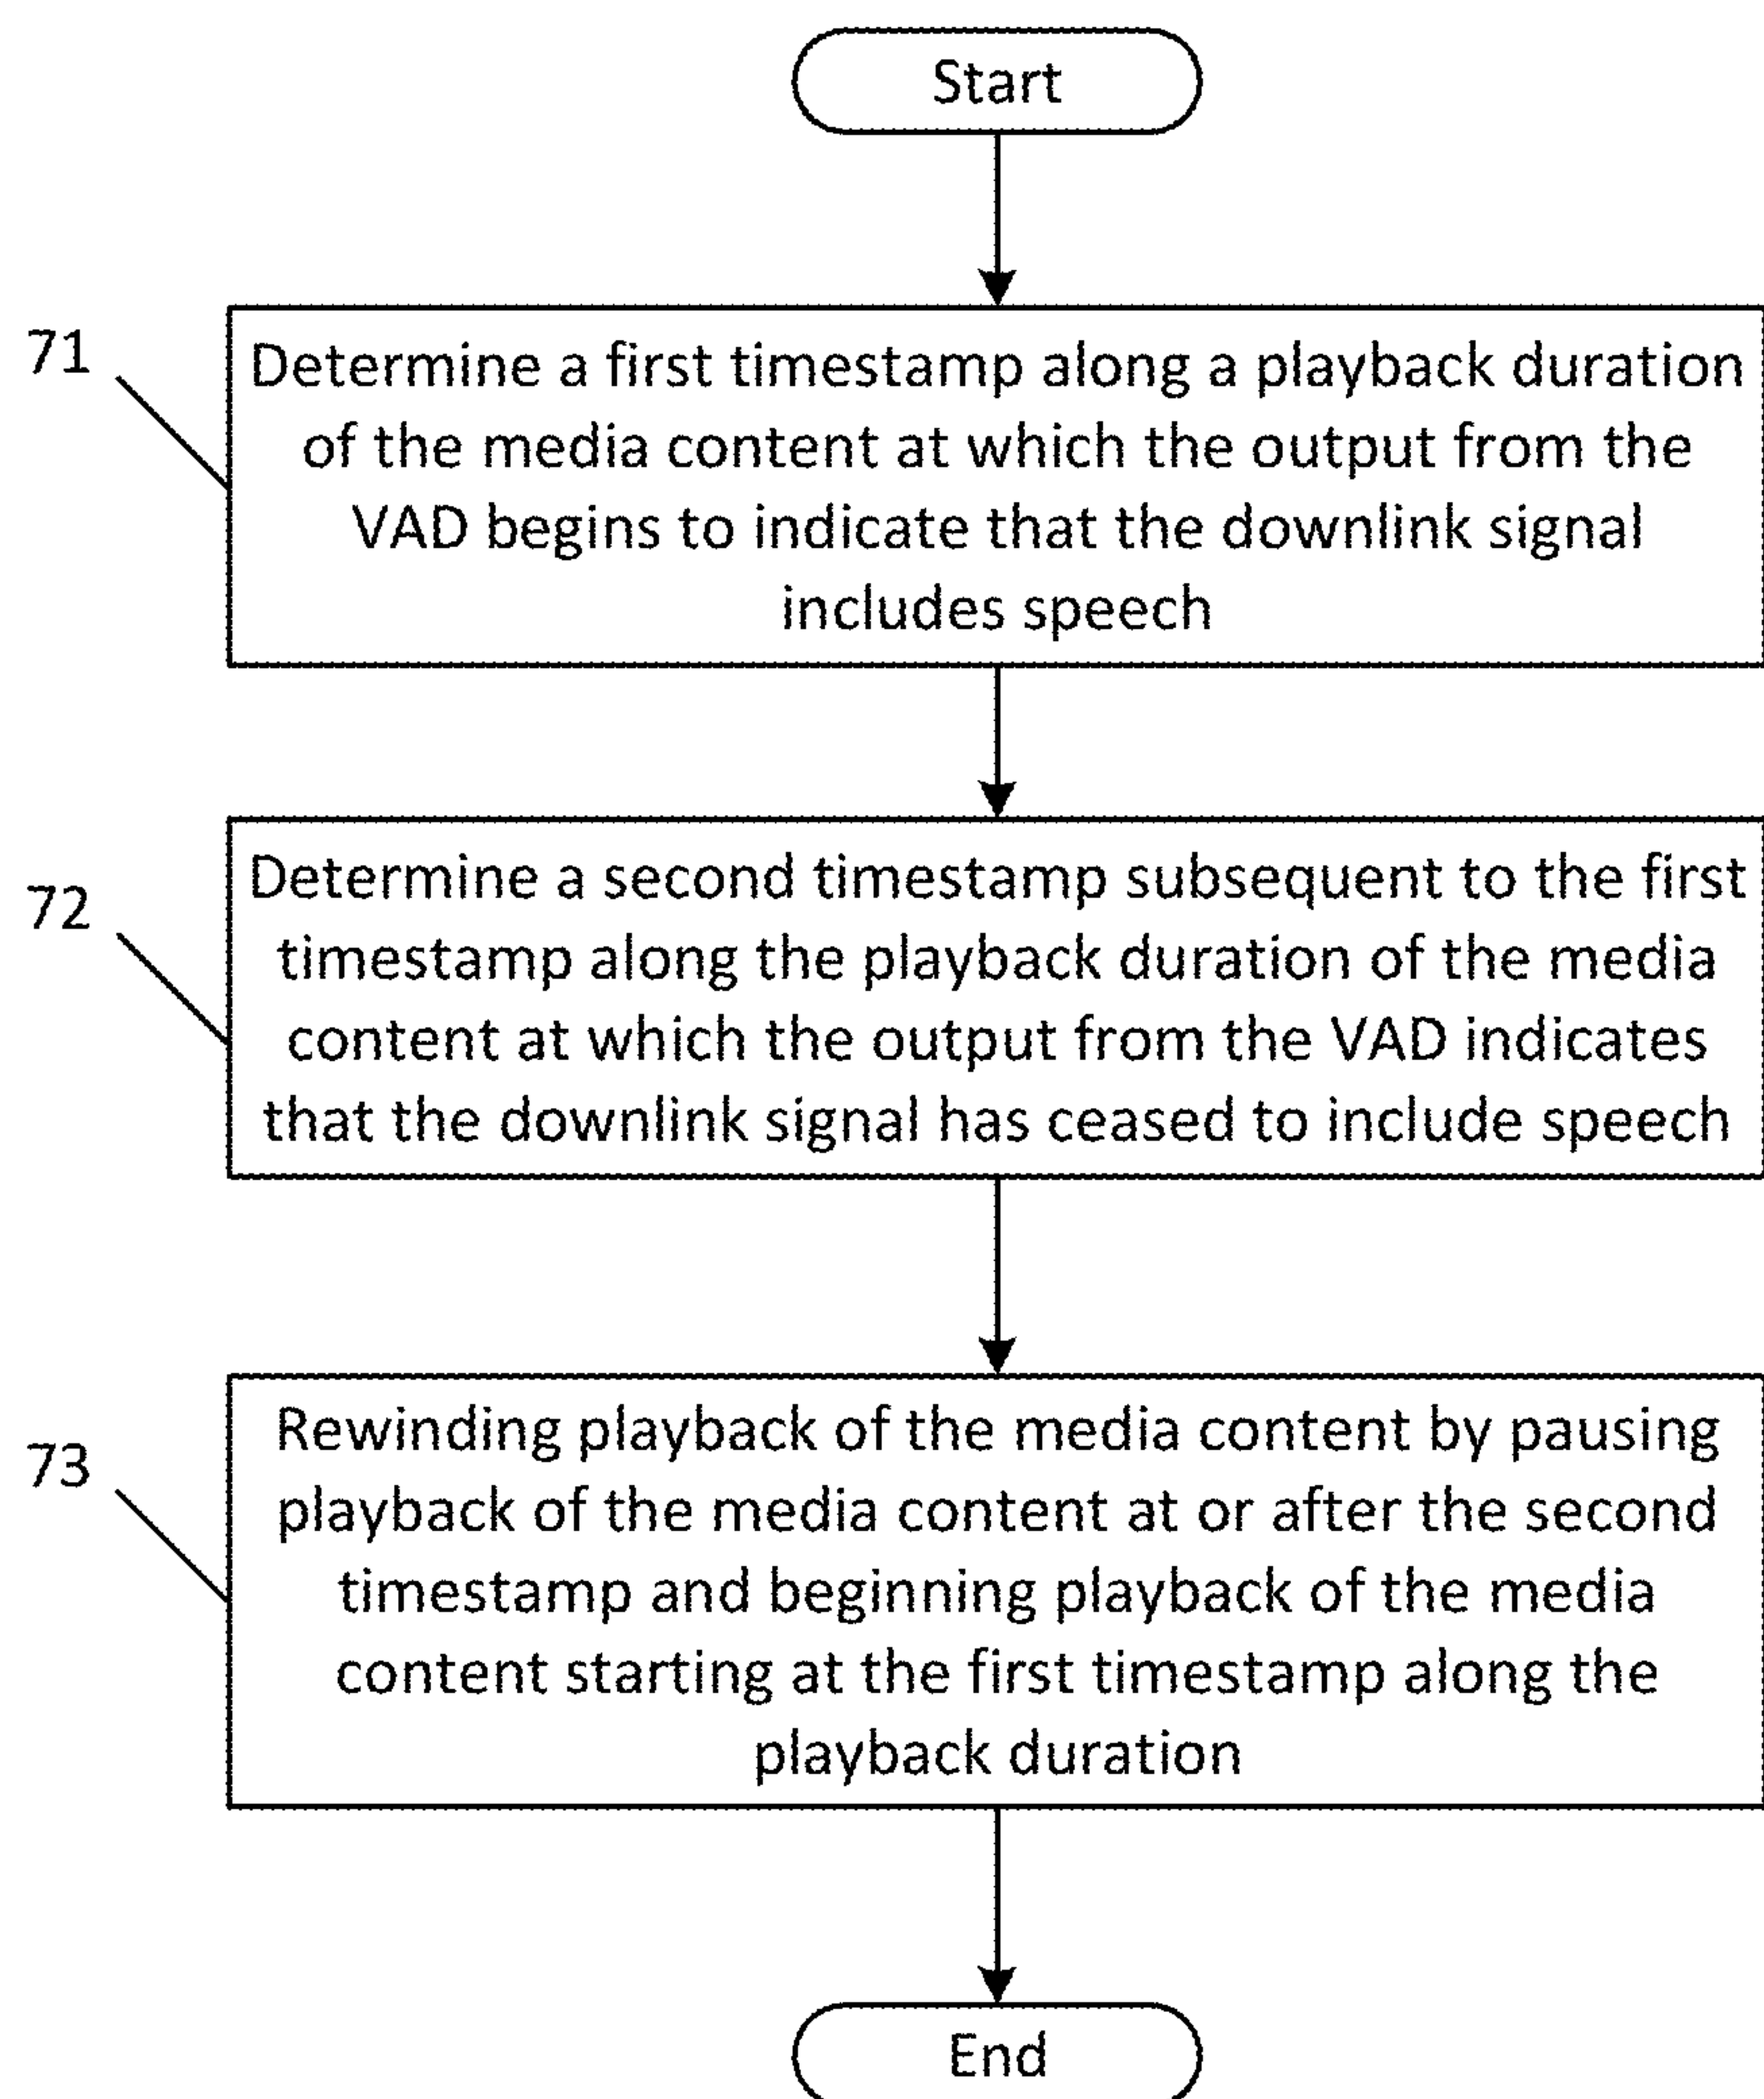 Start
71
Determine a first timestamp along a playback duration
of the media content at which the output from the
VAD begins to indicate that the downlink signal
includes speech
72
Determine a second timestamp subsequent to the first
timestamp along the playback duration of the media
content at which the output from the VAD indicates
that the downlink signal has ceased to include speech
73
Rewinding playback of the media content by pausing
playback of the media content at or after the second
timestamp and beginning playback of the media
content starting at the first timestamp along the
playback duration
End